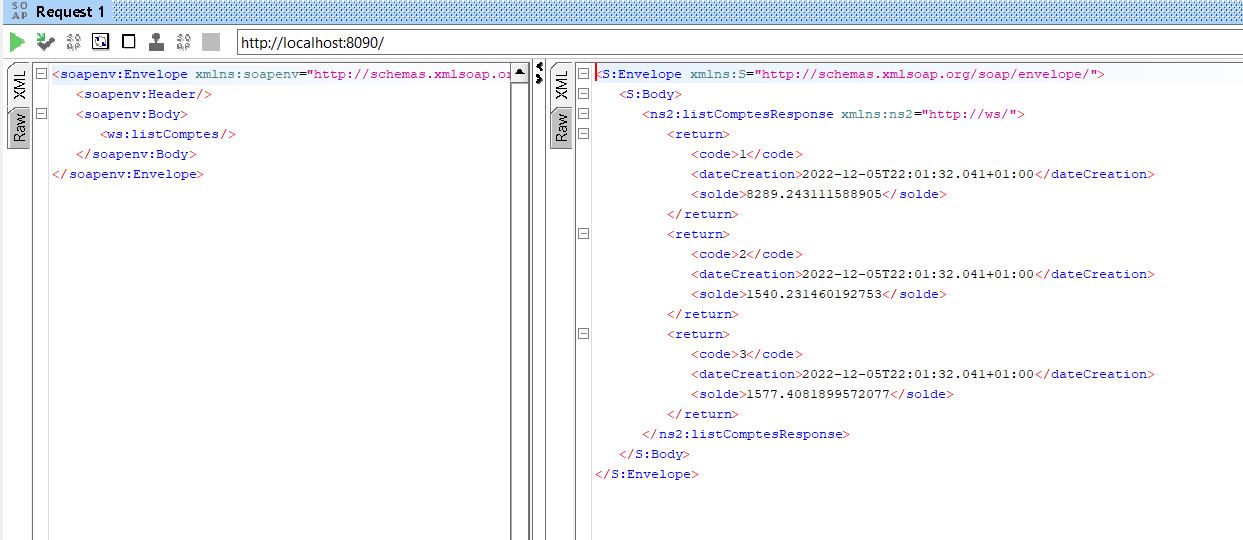 SO
AP
Request 1
SO
AP
SO
AP
http://localhost:8090/
XML
Raw
<soapenv:Envelope xmlns:soapenv="http://schemas.xmlsoap.or
<soapenv:Header/>
<soapenv:Body>
<ws:listComptes/>
</soapenv:Body>
</soapenv:Envelope>
XML
Raw
<S:Envelope xmlns:S="http://schemas.xmlsoap.org/soap/envelope/">
<S:Body>
<ns2:listComptesResponse xmlns:ns2="http://ws/">
<return>
<code>1</code>
<dateCreation>2022-12-05T22:01:32.041+01:00</dateCreation>
<solde>8289.243111588905</solde>
</return>
<return>
<code>2</code>
<dateCreation>2022-12-05T22:01:32.041+01:00</dateCreation>
<solde>1540.231460192753</solde>
</return>
<return>
<code>3</code>
<dateCreation>2022-12-05T22:01:32.041+01:00</dateCreation>
<solde>1577.4081899572077</solde>
</return>
</ns2:listComptesResponse>
</S:Body>
</S:Envelope>